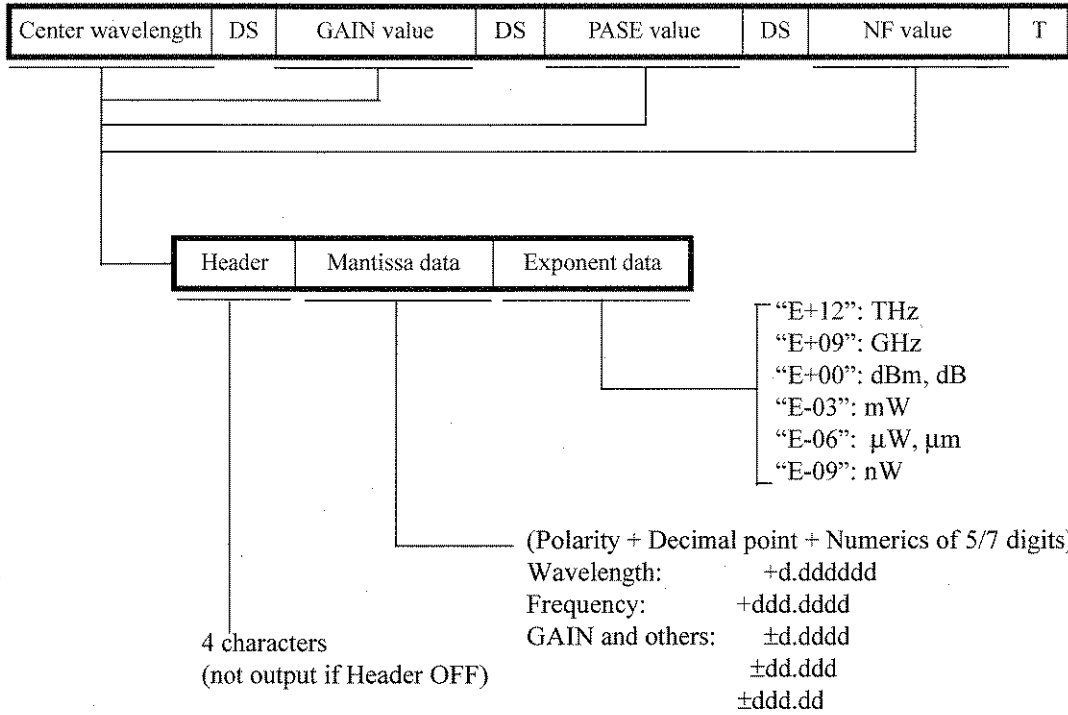 Center wavelength DS GAIN value DS PASE value DS NF value T
Header Mantissa data Exponent data
“E+12”: THz
“E+09”: GHz
“E+00”: dBm, dB
“E-03”: mW
“E-06”: μW, μm
“E-09”: nW
(Polarity + Decimal point + Numerics of 5/7 digits)
Wavelength: +d.dddddd
Frequency: +ddd.dddd
GAIN and others: ±d.dddd
±dd.ddd
±ddd.dd
4 characters
(not output if Header OFF)